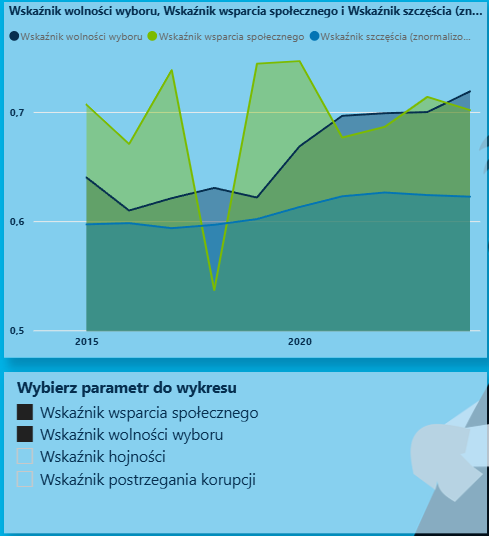 Wskaźnik wolności wyboru, Wskaźnik wsparcia społecznego i Wskaźnik szczęścia (zn...
Wskaźnik wolności wyboru Wskaźnik wsparcia społecznego Wskaźnik szczęścia (znormalizo...
0,7
0,6
0,5
2015 2020
Wybierz parametr do wykresu
Wskaźnik wsparcia społecznego
Wskaźnik wolności wyboru
Wskaźnik hojności
Wskaźnik postrzegania korupcji